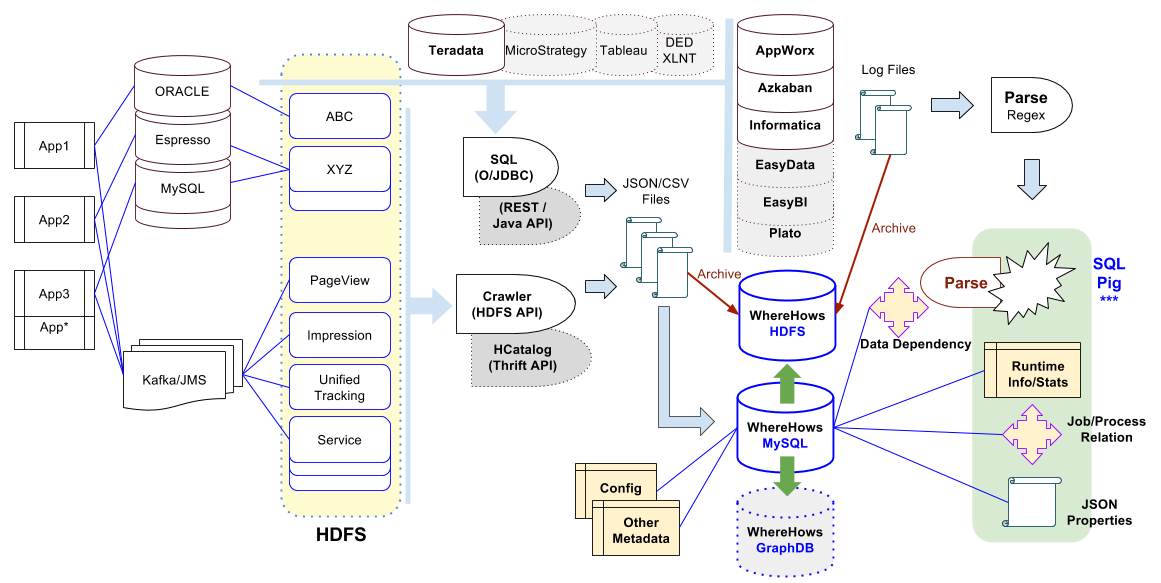 Teradata
MicroStrategy
Tableau
DED
XLNT
AppWorx
Azkaban
Informatica
EasyData
EasyBI
Plato
Log Files
Parse
Regex
ORACLE
Espresso
MySQL
App1
App2
App3
App*
Kafka/JMS
ABC
XYZ
PageView
Impression
Unified
Tracking
Service
HDFS
SQL
(O/JDBC)
(REST /
Java API)
Crawler
(HDFS API)
HCatalog
(Thrift API)
JSON/CSV
Files
Archive
Archive
WhereHows
HDFS
WhereHows
MySQL
WhereHows
GraphDB
Config
Other
Metadata
Parse
SQL
Pig
***
Data Dependency
Runtime
Info/Stats
Job/Process
Relation
JSON
Properties